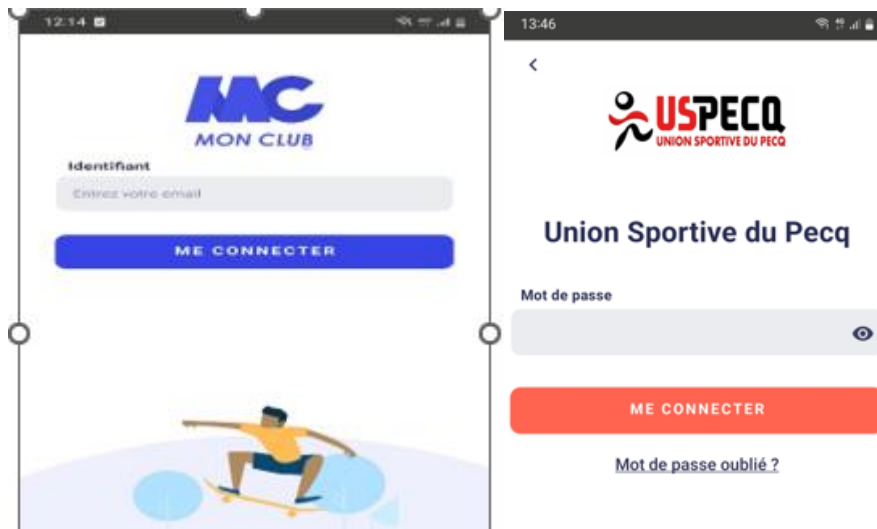 12:14
MC
MON CLUB
Identifiant
Entrez votre email
ME CONNECTER
13:46
USPECQ
UNION SPORTIVE DU PECQ
Union Sportive du Pecq
Mot de passe
ME CONNECTER
Mot de passe oublié ?